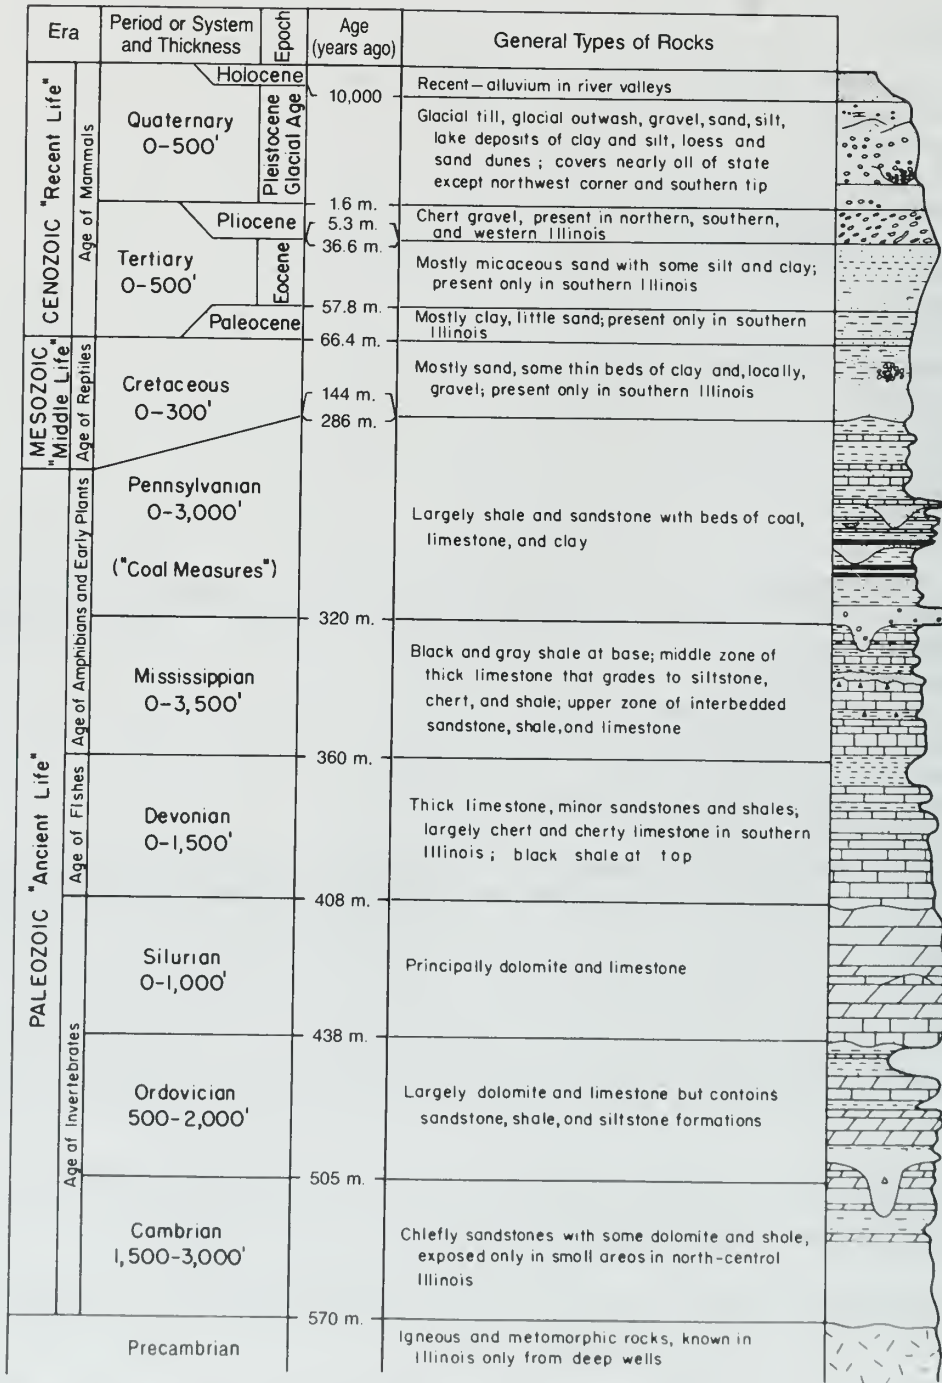 Era
Period or System
and Thickness
Epoch
Age
(years ago)
General Types of Rocks
CENOZOIC "Recent Life"
Age of Mammals
Quaternary
0-500'
Holocene
Pleistocene
Glacial Age
10,000
Recent—alluvium in river valleys
Glacial till, glacial outwash, gravel, sand, silt,
lake deposits of clay and silt, loess and
sand dunes ; covers nearly oll of state
except northwest corner and southern tip
1.6 m.
Pliocene
5.3 m.
36.6 m.
Chert gravel, present in northern, southern,
and western Illinois
Tertiary
0-500'
Eocene
Mostly micaceous sand with some silt and clay;
present only in southern Illinois
57.8 m.
Paleocene
Mostly clay, little sand; present only in southern
Illinois
66.4 m.
MESOZOIC
"Middle Life"
Age of Reptiles
Cretaceous
0-300'
144 m.
286 m.
Mostly sand, some thin beds of clay and, locally,
gravel; present only in southern Illinois
PALEOZOIC "Ancient Life"
Age of Amphibians and Early Plants
Pennsylvanian
0-3,000'
("Coal Measures")
Largely shale and sandstone with beds of coal,
limestone, and clay
320 m.
Mississippian
0-3,500'
Black and gray shale at base; middle zone of
thick limestone that grades to siltstone,
chert, and shale; upper zone of interbedded
sandstone, shale, ond limestone
360 m.
Age of Fishes
Devonian
0-1,500'
Thick limestone, minor sandstones and shales;
largely chert and cherty limestone in southern
Illinois ; black shale at top
408 m.
Age af Invertebrates
Silurian
0-1,000'
Principally dolomite and limestone
438 m.
Ordovician
500-2,000'
Largely dolomite and limestone but contains
sandstone, shale, ond siltstone formations
505 m.
Cambrian
1,500-3,000'
Chiefly sandstones with some dolomite and shole,
exposed only in small areas in north-central
Illinois
570 m.
Precambrian
Igneous and metomorphic rocks, known in
Illinois only from deep wells